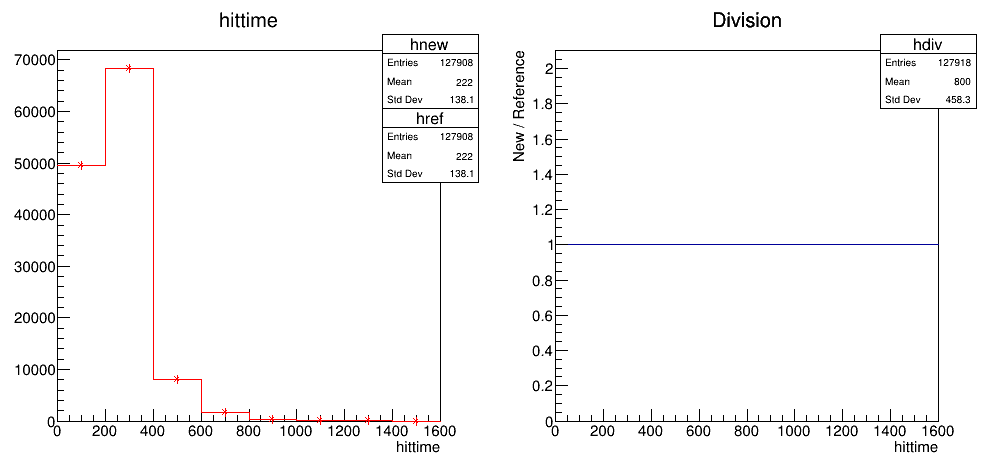 hittime
hnew
Entries 127908
Mean 222
Std Dev 138.1
href
Entries 127908
Mean 222
Std Dev 138.1
70000
60000
50000
40000
30000
20000
10000
0
0 200 400 600 800 1000 1200 1400 1600
hittime
Division
hdiv
Entries 127918
Mean 800
Std Dev 458.3
New / Reference
2
1.8
1.6
1.4
1.2
1
0.8
0.6
0.4
0.2
0
0 200 400 600 800 1000 1200 1400 1600
hittime